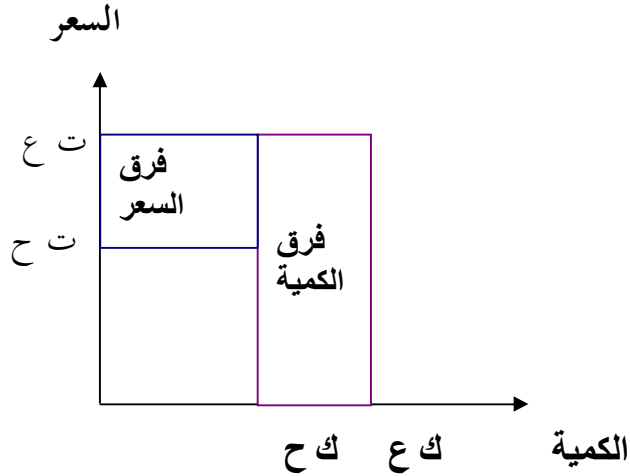 السعر
ت ع
فرق
السعر
ت ح
فرق
الكمية
ك ح
ك ع
الكمية